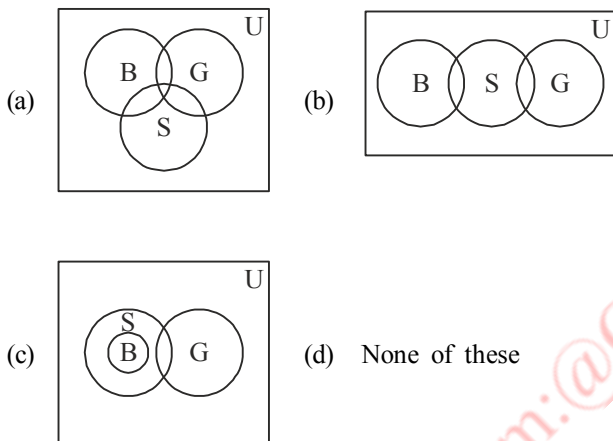 U
(a) B G (b) B S G
U
S
U
(c) S
B G (d) None of these
m:@